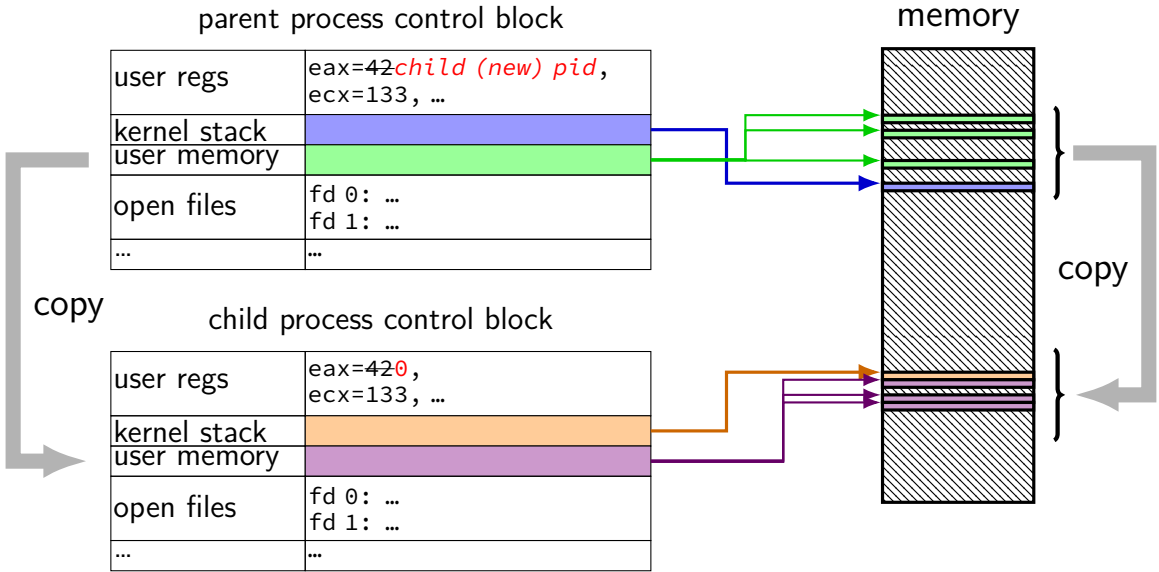 parent process control block
memory
user regs
eax=42child (new) pid,
ecx=133, …
kernel stack
user memory
open files
fd 0: …
fd 1: …
… …
copy
copy
child process control block
user regs
eax=420,
ecx=133, …
kernel stack
user memory
open files
fd 0: …
fd 1: …
… …